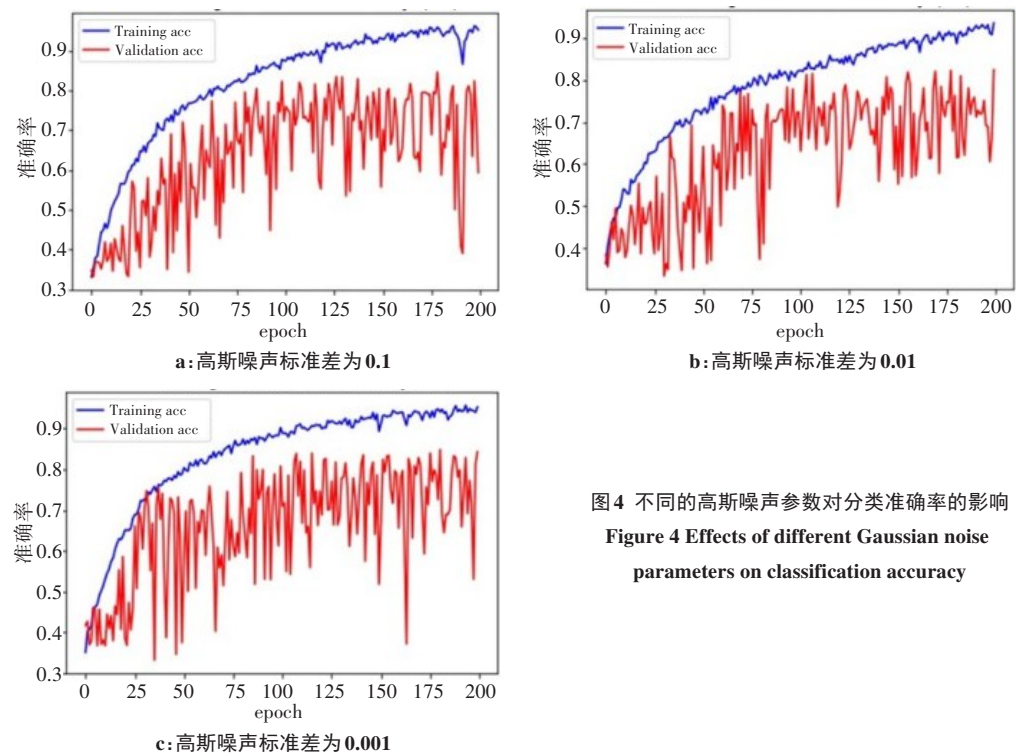 Training acc
Validation acc
0.9
0.8
0.7
0.6
0.5
0.4
0.3
准确率
0 25 50 75 100 125 150 175 200
epoch
a:高斯噪声标准差为0.1
Training acc
Validation acc
0.9
0.8
0.7
0.6
0.5
0.4
准确率
0 25 50 75 100 125 150 175 200
epoch
b:高斯噪声标准差为0.01
Training acc
Validation acc
0.9
0.8
0.7
0.6
0.5
0.4
0.3
准确率
0 25 50 75 100 125 150 175 200
epoch
c:高斯噪声标准差为0.001
图4 不同的高斯噪声参数对分类准确率的影响
Figure 4 Effects of different Gaussian noise
parameters on classification accuracy